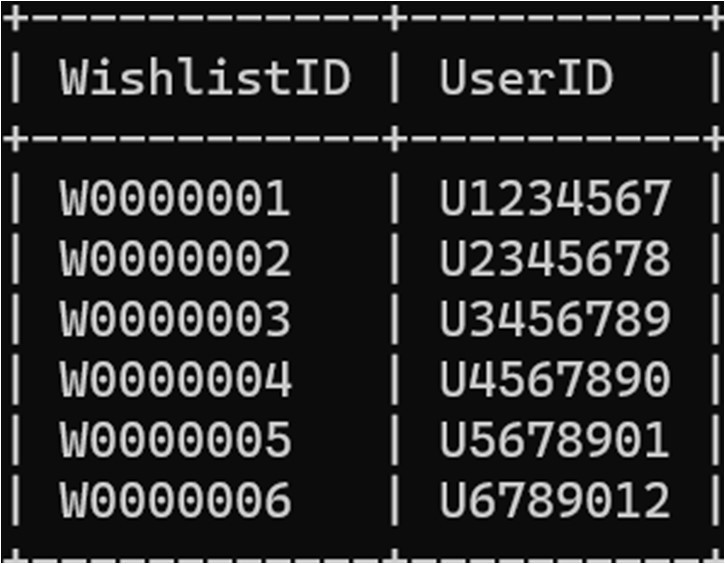 +-------------+----------+
| WishlistID | UserID |
+-------------+----------+
| W0000001 | U1234567 |
| W0000002 | U2345678 |
| W0000003 | U3456789 |
| W0000004 | U4567890 |
| W0000005 | U5678901 |
| W0000006 | U6789012 |
+-------------+----------+